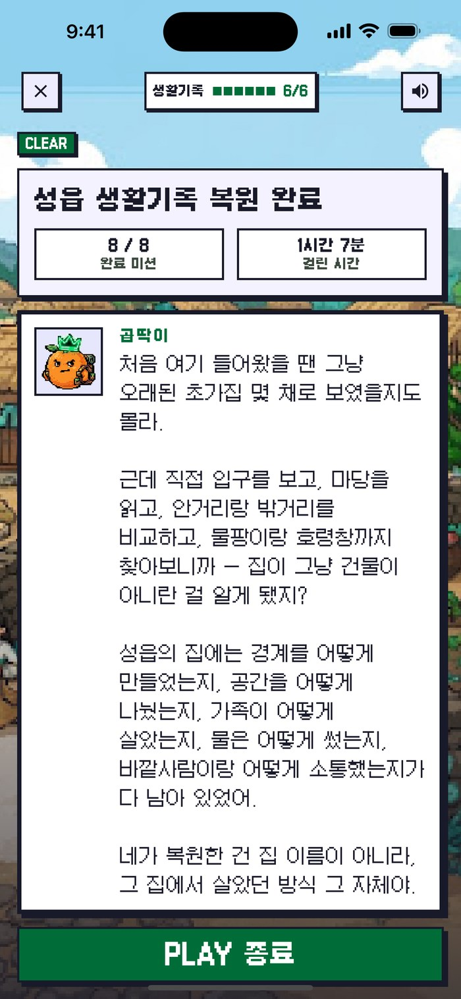 9:41
생활기록 ■■■■■■ 6/6
CLEAR
성읍 생활기록 복원 완료
8 / 8
완료 미션
1시간 7분
걸린 시간
곱딱이
처음 여기 들어왔을 땐 그냥
오래된 초가집 몇 채로 보였을지도
몰라.
근데 직접 입구를 보고, 마당을
읽고, 안거리랑 밖거리를
비교하고, 물팡이랑 호령창까지
찾아보니까 — 집이 그냥 건물이
아니란 걸 알게 됐지?
성읍의 집에는 경계를 어떻게
만들었는지, 공간을 어떻게
나눴는지, 가족이 어떻게
살았는지, 물은 어떻게 썼는지,
바깥사람이랑 어떻게 소통했는지가
다 남아 있었어.
네가 복원한 건 집 이름이 아니라,
그 집에서 살았던 방식 그 자체야.
PLAY 종료